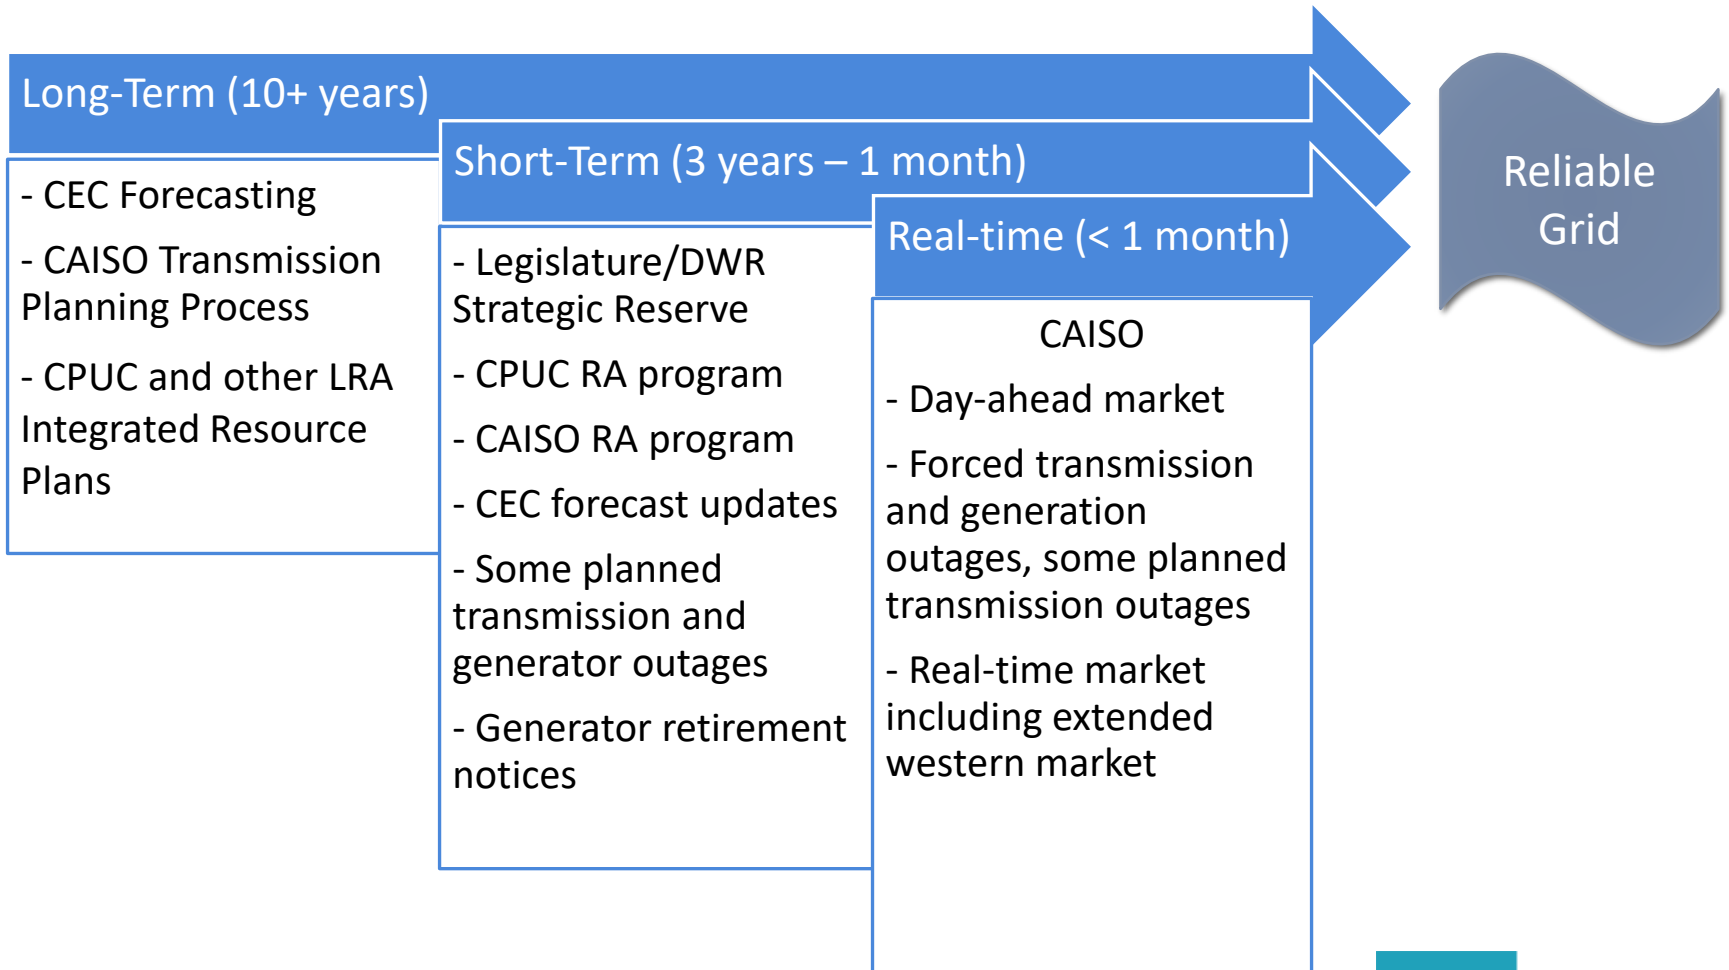 Long-Term (10+ years)
- CEC Forecasting
- CAISO Transmission
Planning Process
- CPUC and other LRA
Integrated Resource
Plans
Short-Term (3 years – 1 month)
- Legislature/DWR
Strategic Reserve
- CPUC RA program
- CAISO RA program
- CEC forecast updates
- Some planned
transmission and
generator outages
- Generator retirement
notices
Real-time (< 1 month)
CAISO
- Day-ahead market
- Forced transmission
and generation
outages, some planned
transmission outages
- Real-time market
including extended
western market
Reliable
Grid